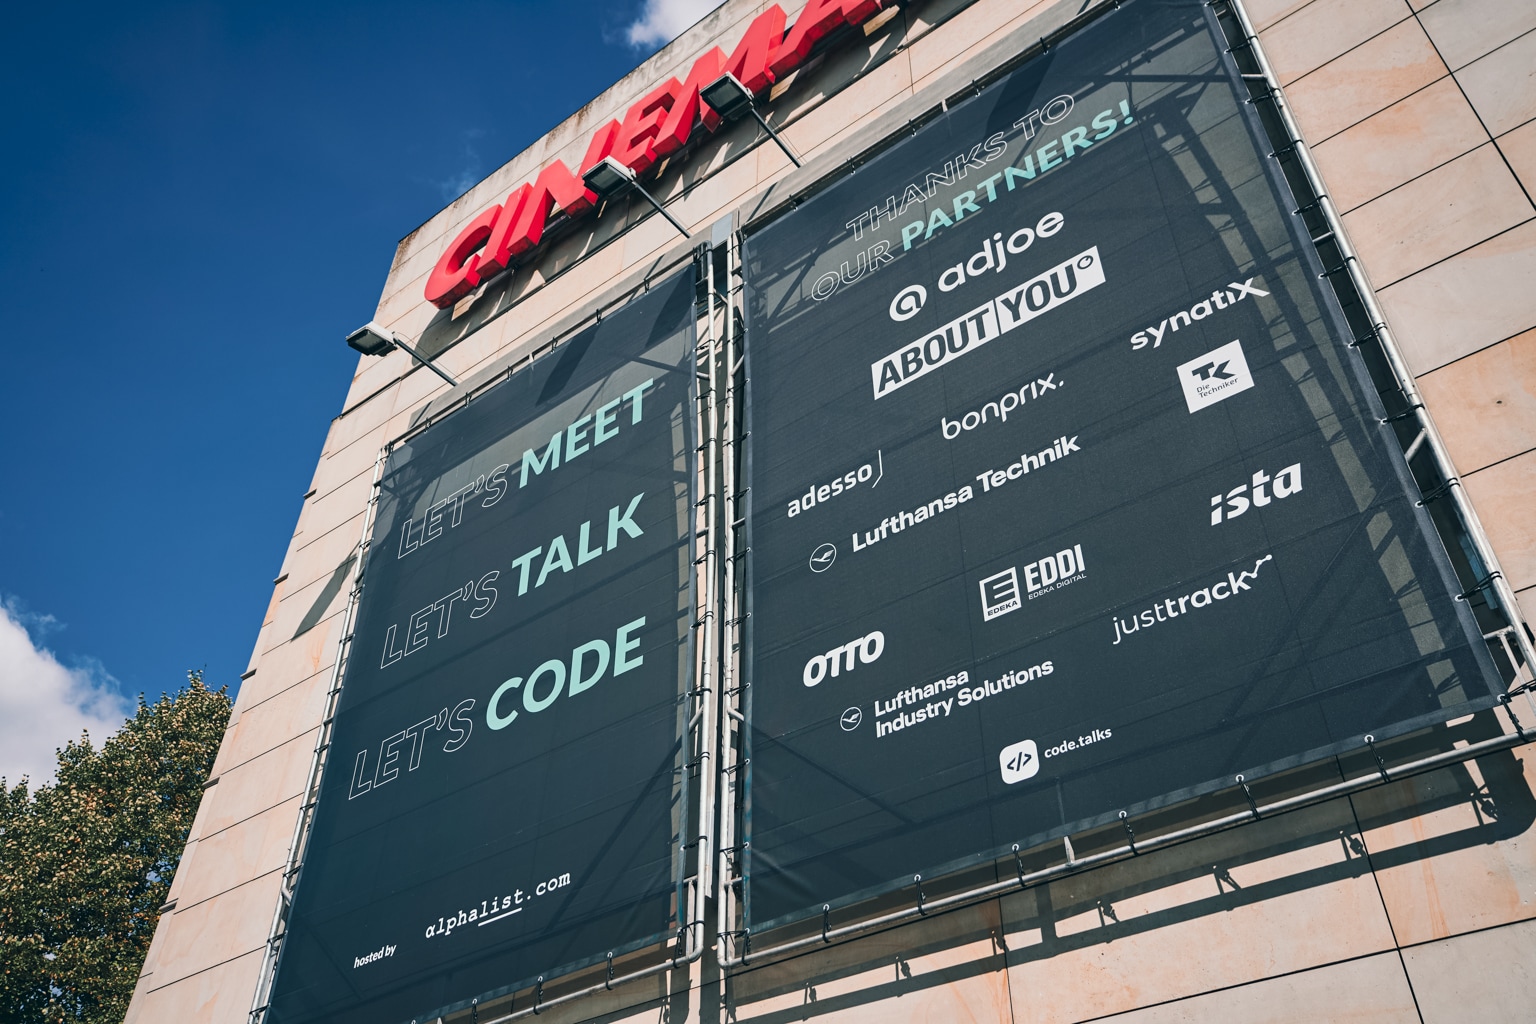 CINEMA
LET'S MEET
LET'S TALK
LET'S CODE
hosted by alphalist.com
THANKS TO
OUR PARTNERS!
adjoe
ABOUT YOU°
synatix
bonprix.
TK
Die
Techniker
adesso
Lufthansa Technik
ista
E
EDEKA
EDDI
EDEKA DIGITAL
justtrack
OTTO
Lufthansa
Industry Solutions
</> code.talks